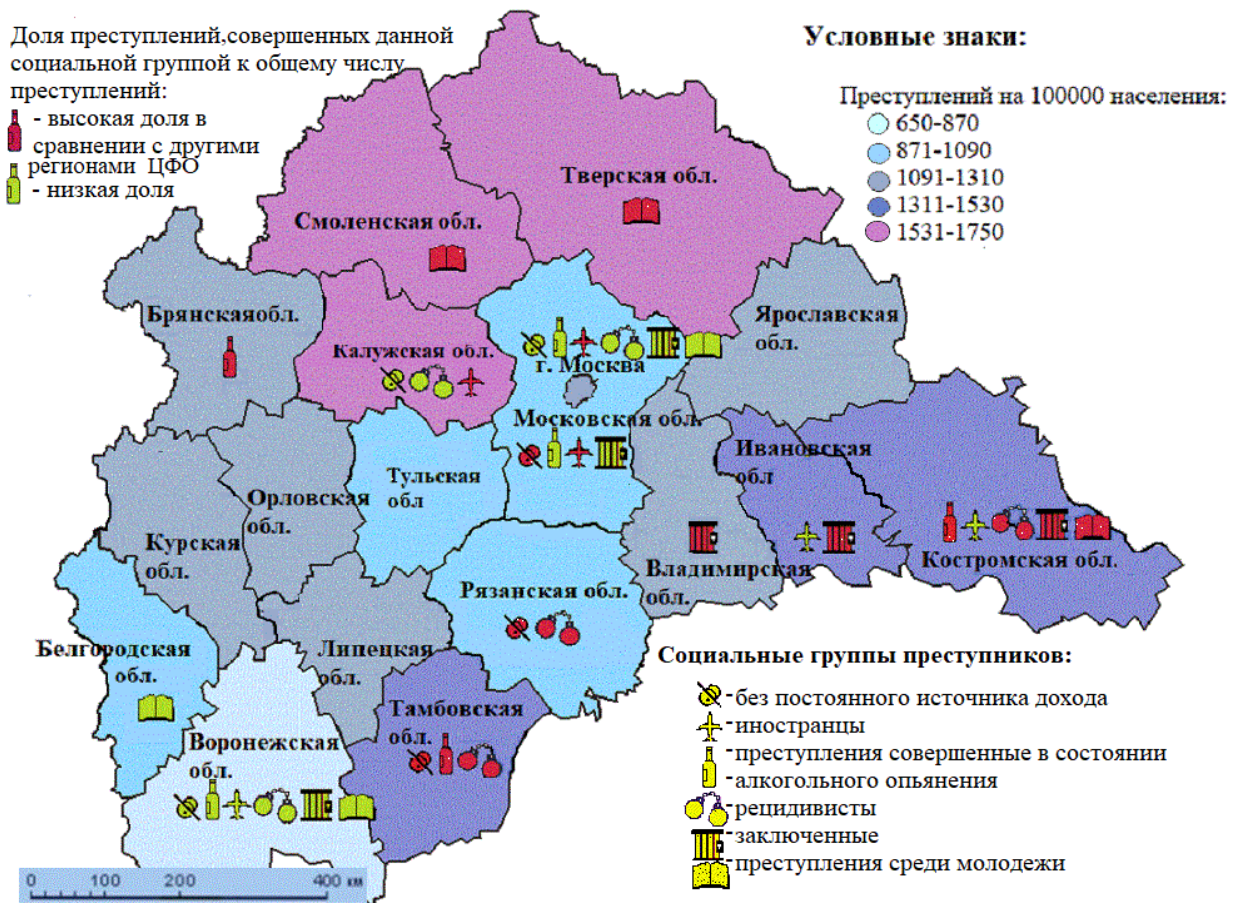 Доля преступлений,совершенных данной
социальной группой к общему числу
преступлений:
- высокая доля в
сравнении с другими
регионами ЦФО
- низкая доля
Условные знаки:
Преступлений на 100000 населения:
650-870
871-1090
1091-1310
1311-1530
1531-1750
Тверская обл.
Смоленская обл.
Брянскаяобл.
Калужская обл.
г. Москва
Ярославская
обл.
Московская обл.
Ивановская
обл
Тульская
обл
Орловская
обл.
Курская
обл.
Костромская обл.
Владимирская
обл.
Рязанская обл.
Белгородская
обл.
Липецкая
обл.
Тамбовская
обл.
Воронежская
обл.
Социальные группы преступников:
-без постоянного источника дохода
-иностранцы
-преступления совершенные в состоянии
-алкогольного опьянения
-рецидивисты
-заключенные
-преступления среди молодежи
0 100 200 400 км